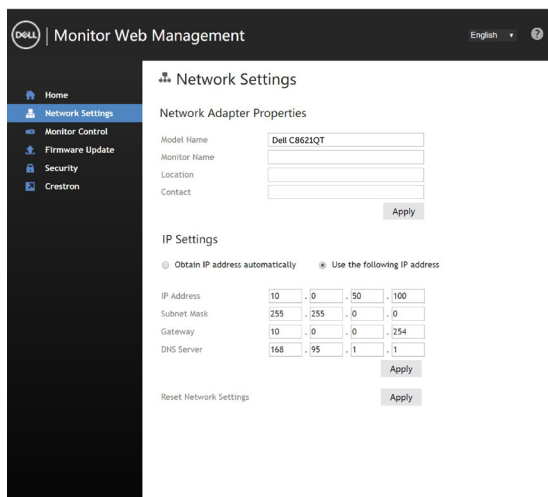 DELL | Monitor Web Management
English
?
Home
Network Settings
Monitor Control
Firmware Update
Security
Crestron
Network Settings
Network Adapter Properties
Model Name Dell C8621QT
Monitor Name
Location
Contact
Apply
IP Settings
Obtain IP address automatically Use the following IP address
IP Address 10 . 0 . 50 . 100
Subnet Mask 255 . 255 . 0 . 0
Gateway 10 . 0 . 0 . 254
DNS Server 168 . 95 . 1 . 1
Apply
Reset Network Settings Apply